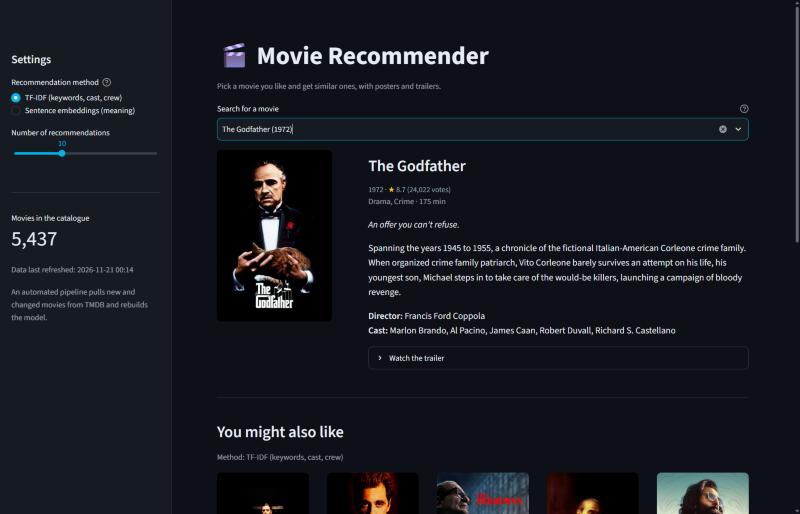 Settings
Recommendation method
TF-IDF (keywords, cast, crew)
Sentence embeddings (meaning)
Number of recommendations
10
Movies in the catalogue
5,437
Data last refreshed: 2026-11-21 00:14
An automated pipeline pulls new and
changed movies from TMDB and rebuilds
the model.
Movie Recommender
Pick a movie you like and get similar ones, with posters and trailers.
Search for a movie
The Godfather (1972)
The
Godfather
The Godfather
1972 · ★ 8.7 (24,022 votes)
Drama, Crime · 175 min
An offer you can't refuse.
Spanning the years 1945 to 1955, a chronicle of the fictional Italian-American Corleone crime family.
When organized crime family patriarch, Vito Corleone barely survives an attempt on his life, his
youngest son, Michael steps in to take care of the would-be killers, launching a campaign of bloody
revenge.
Director: Francis Ford Coppola
Cast: Marlon Brando, Al Pacino, James Caan, Robert Duvall, Richard S. Castellano
Watch the trailer
You might also like
Method: TF-IDF (keywords, cast, crew)